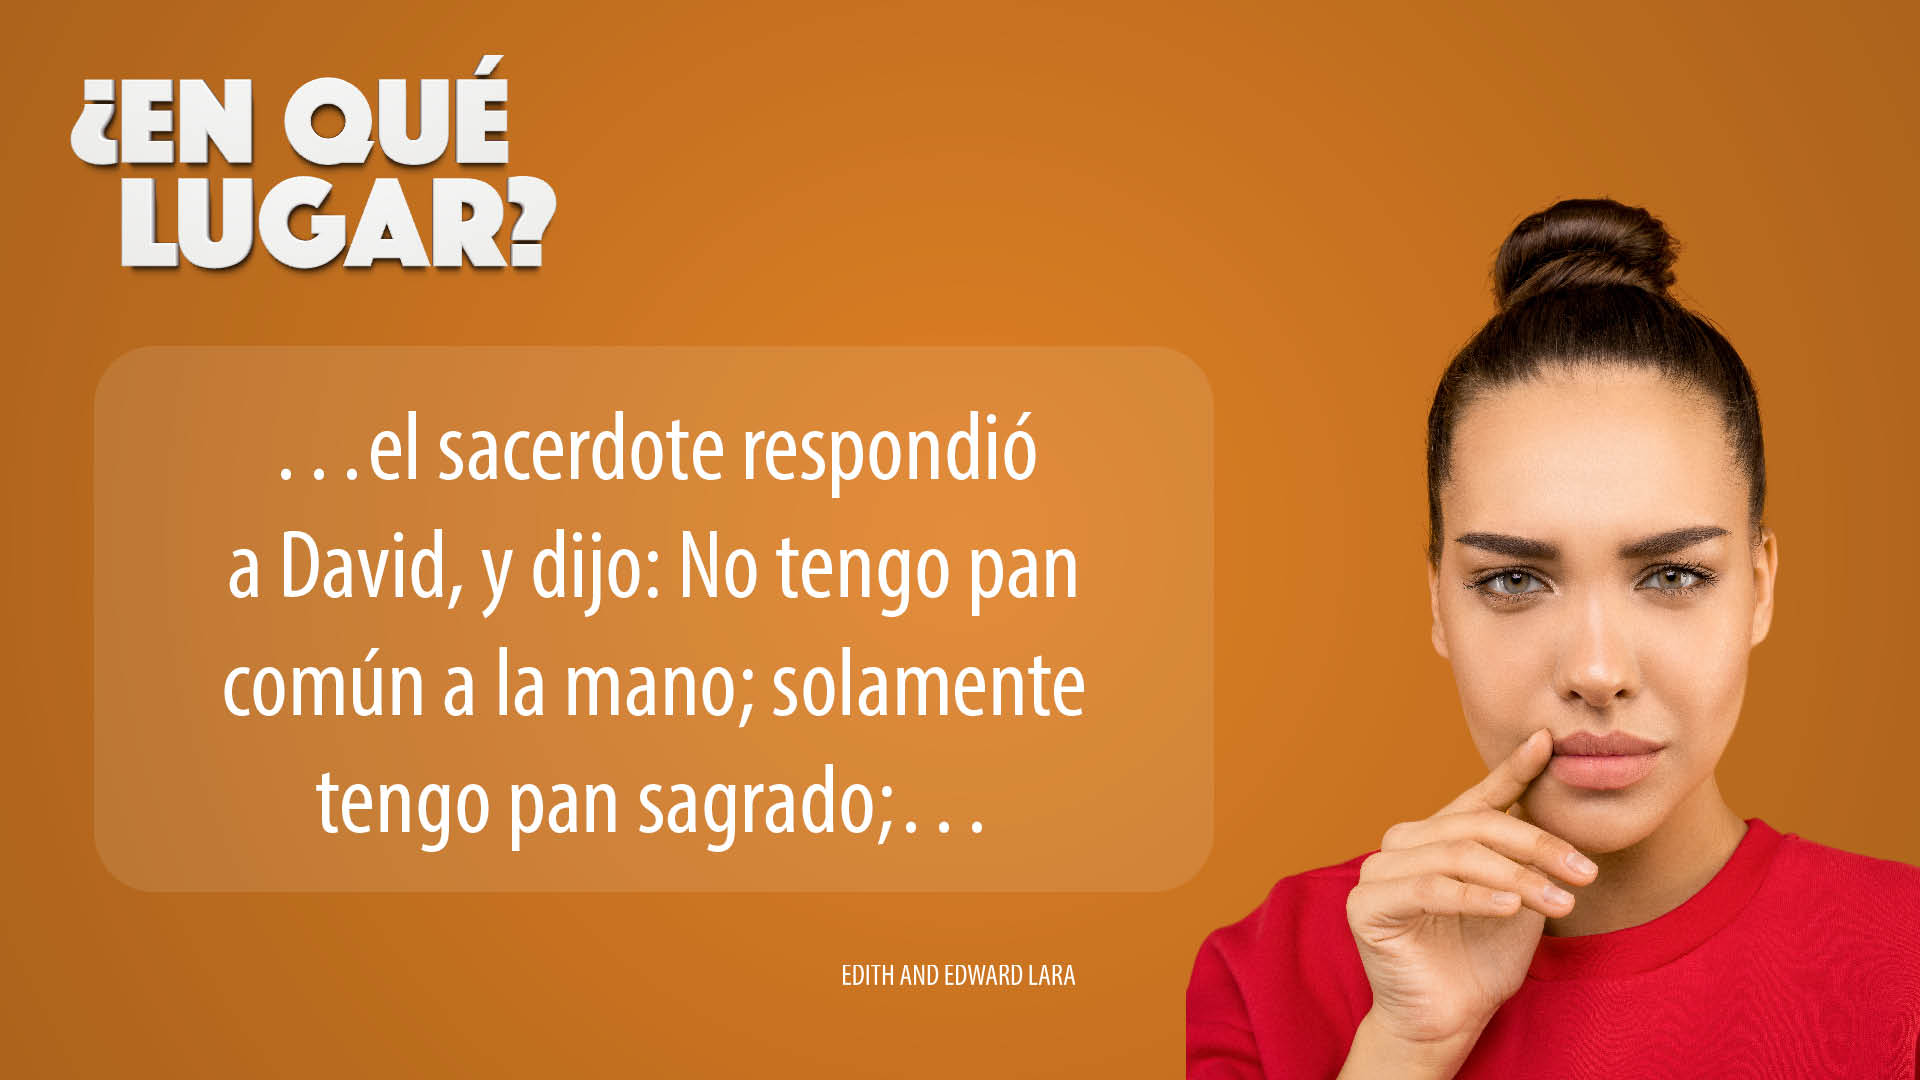 ¿EN QUÉ
LUGAR?
. . . el sacerdote respondió
a David, y dijo: No tengo pan
común a la mano; solamente
tengo pan sagrado; . . .
EDITH AND EDWARD LARA